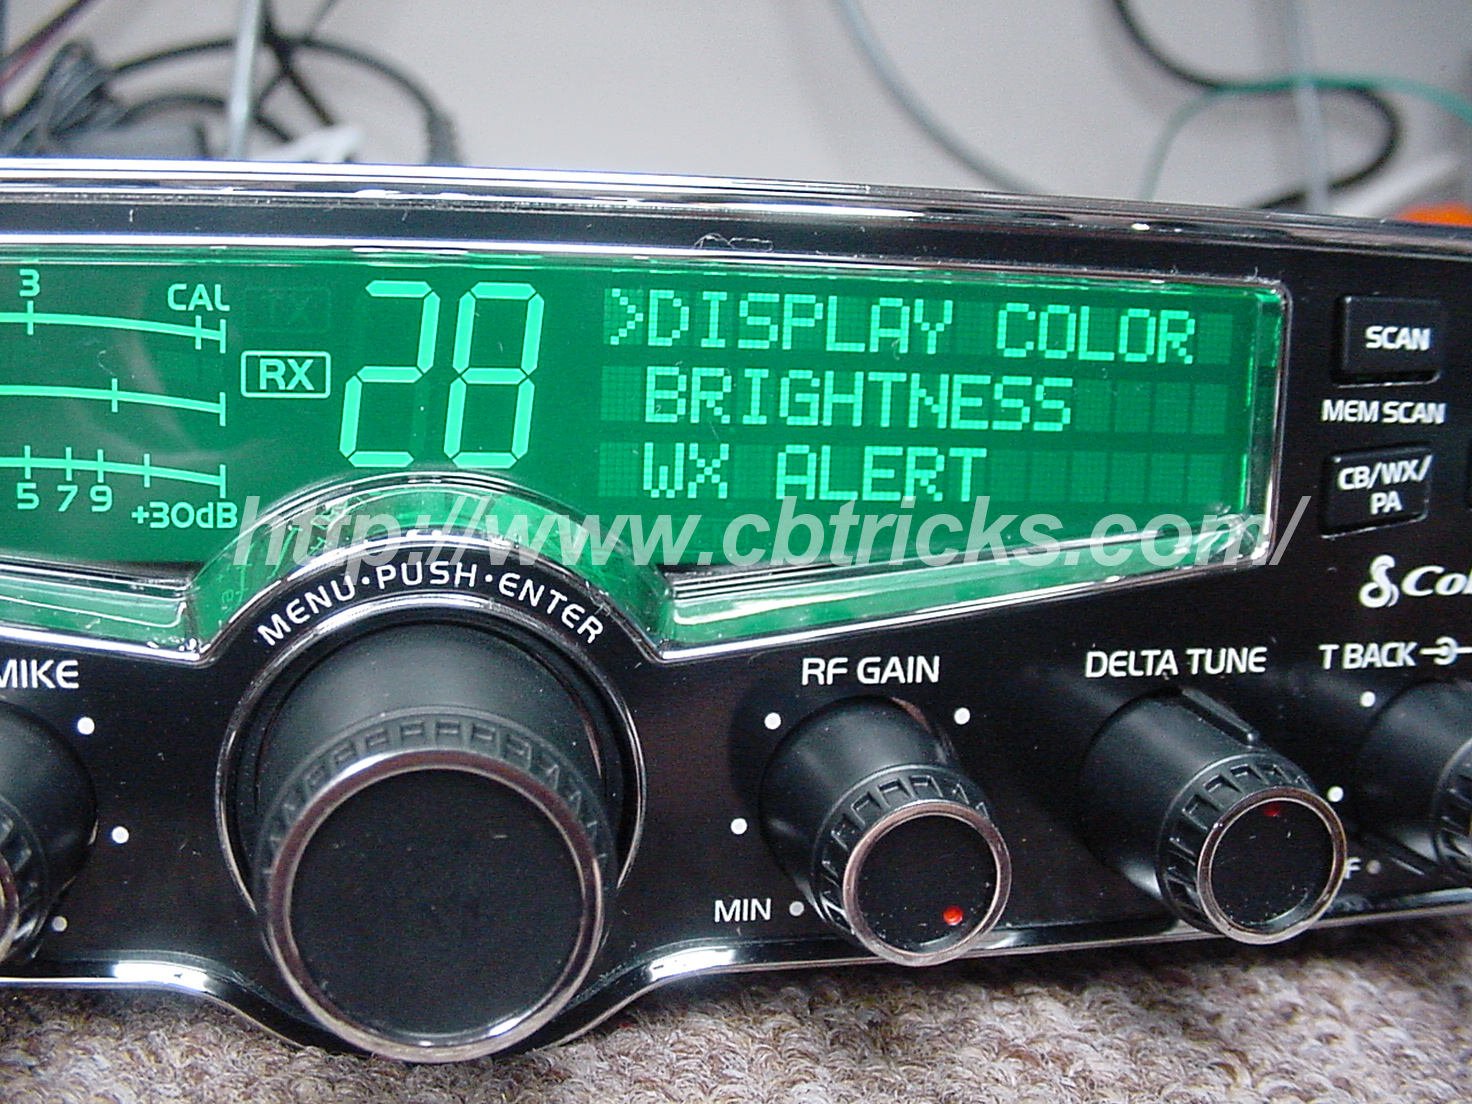 3
CAL
TX
RX
28
>DISPLAY COLOR
BRIGHTNESS
WX ALERT
5 7 9 +30dB
http://www.cbtricks.com/
SCAN
MEM SCAN
CB/WX/
PA
MENU·PUSH·ENTER
MIKE
RF GAIN
DELTA TUNE
T BACK
MIN